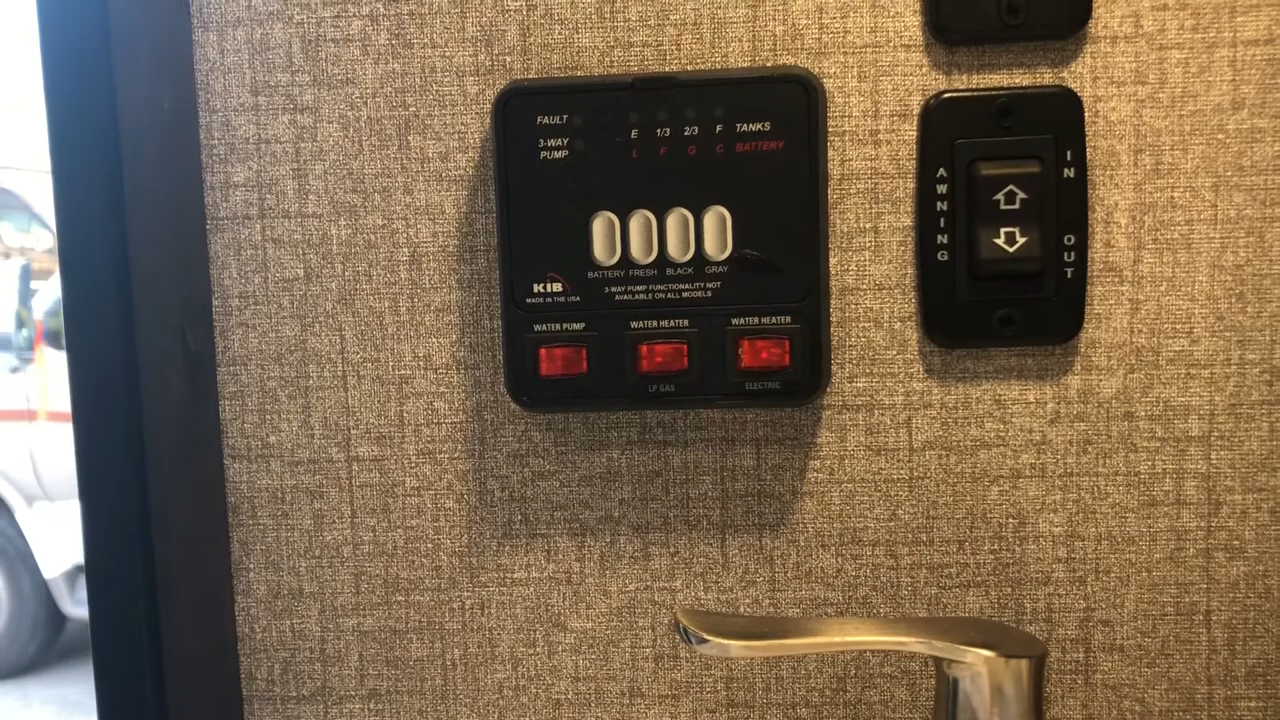 FAULT
E 1/3 2/3 F TANKS
3-WAY
PUMP
L F G C BATTERY
BATTERY FRESH BLACK GRAY
KIB
MADE IN THE USA
3-WAY PUMP FUNCTIONALITY NOT
AVAILABLE ON ALL MODELS
WATER PUMP
WATER HEATER
LP GAS
WATER HEATER
ELECTRIC
AWNING
IN
OUT